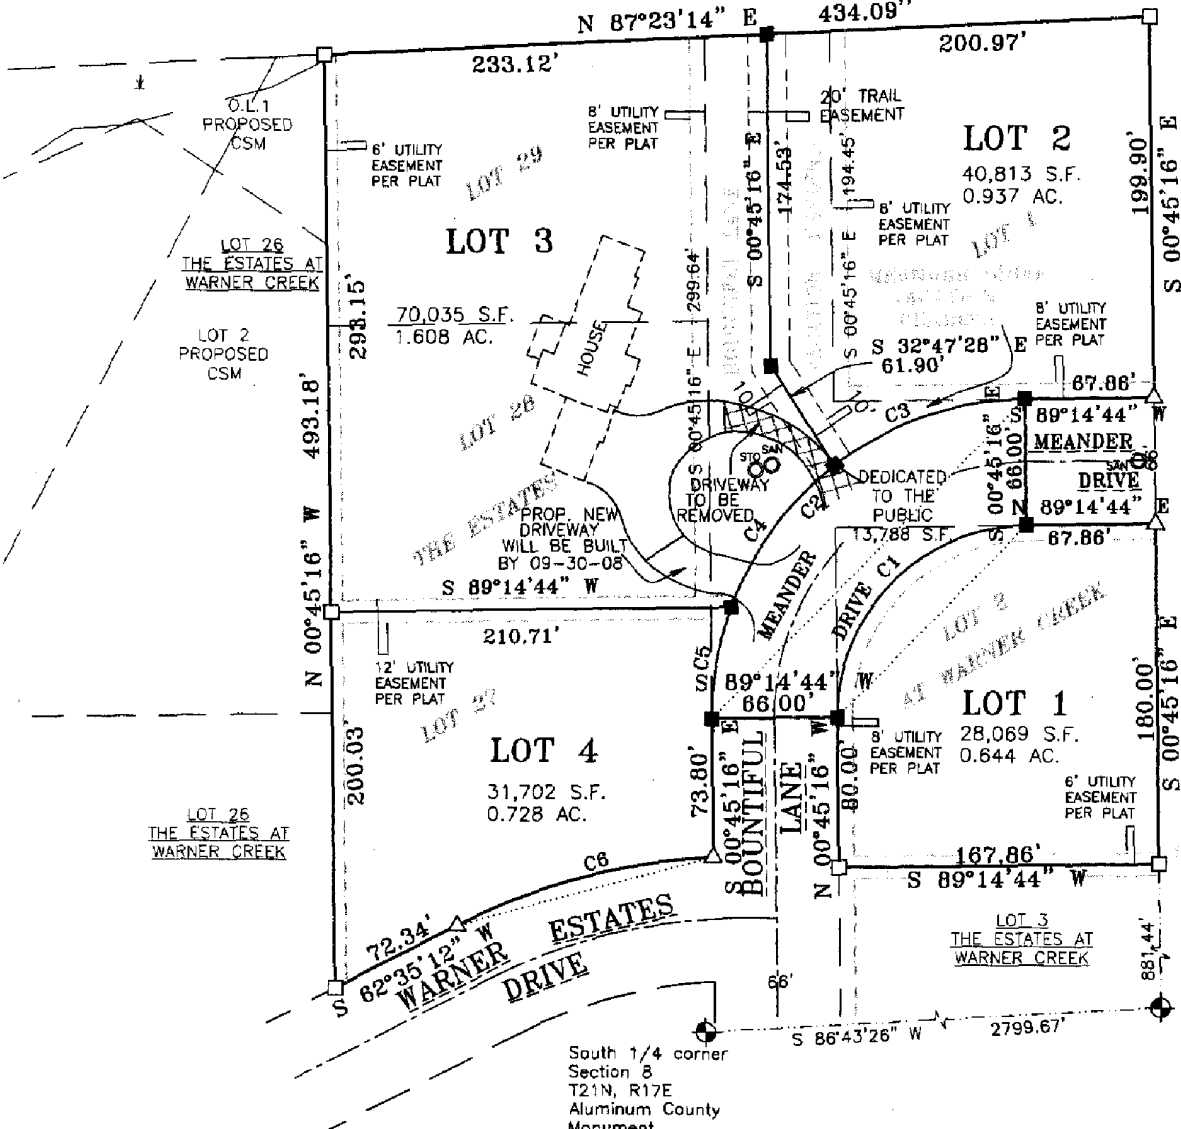 N 87°23'14" E
434.09"
233.12'
200.97'
O.L.1
PROPOSED
CSM
6' UTILITY
EASEMENT
PER PLAT
LOT 29
8' UTILITY
EASEMENT
PER PLAT
20' TRAIL
EASEMENT
LOT 2
40,813 S.F.
0.937 AC.
199.90'
S 00°45'16" E
S 00°45'16" E
174.53'
194.45'
S 00°45'16" E
8' UTILITY
EASEMENT
PER PLAT
LOT 1
LOT 26
THE ESTATES AT
WARNER CREEK
LOT 3
70,035 S.F.
1.608 AC.
HOUSE
293.15'
299.64'
S 00°45'16" E
8' UTILITY
EASEMENT
PER PLAT
LOT 2
PROPOSED
CSM
S 32°47'28" E
61.90'
67.86'
S 89°14'44" W
MEANDER
DRIVE
SAN
66'
N 89°14'44" E
67.86'
S 00°45'16" E
66.00'
493.18'
N 00°45'16" W
LOT 28
THE ESTATES
10'
10'
C3
STO
SAN
DRIVEWAY
TO BE
REMOVED
DEDICATED
TO THE
PUBLIC
13,788 S.F.
C4
C2
PROP. NEW
DRIVEWAY
WILL BE BUILT
BY 09-30-08
S 89°14'44" W
210.71'
MEANDER
DRIVE
C1
LOT 2
AT WARNER CREEK
12' UTILITY
EASEMENT
PER PLAT
LOT 27
C5
S 89°14'44" W
66.00'
LOT 1
28,069 S.F.
0.644 AC.
180.00'
S 00°45'16" E
8' UTILITY
EASEMENT
PER PLAT
6' UTILITY
EASEMENT
PER PLAT
LOT 4
31,702 S.F.
0.728 AC.
200.03'
73.80'
S 00°45'16" E
BOUNTIFUL
LANE
N 00°45'16" W
80.00'
LOT 25
THE ESTATES AT
WARNER CREEK
C6
167.86'
S 89°14'44" W
72.34'
S 62°35'12" W
WARNER ESTATES
DRIVE
LOT 3
THE ESTATES AT
WARNER CREEK
881.44'
66'
S 86°43'26" W
2799.67'
South 1/4 corner
Section 8
T21N, R17E
Aluminum County
Monument